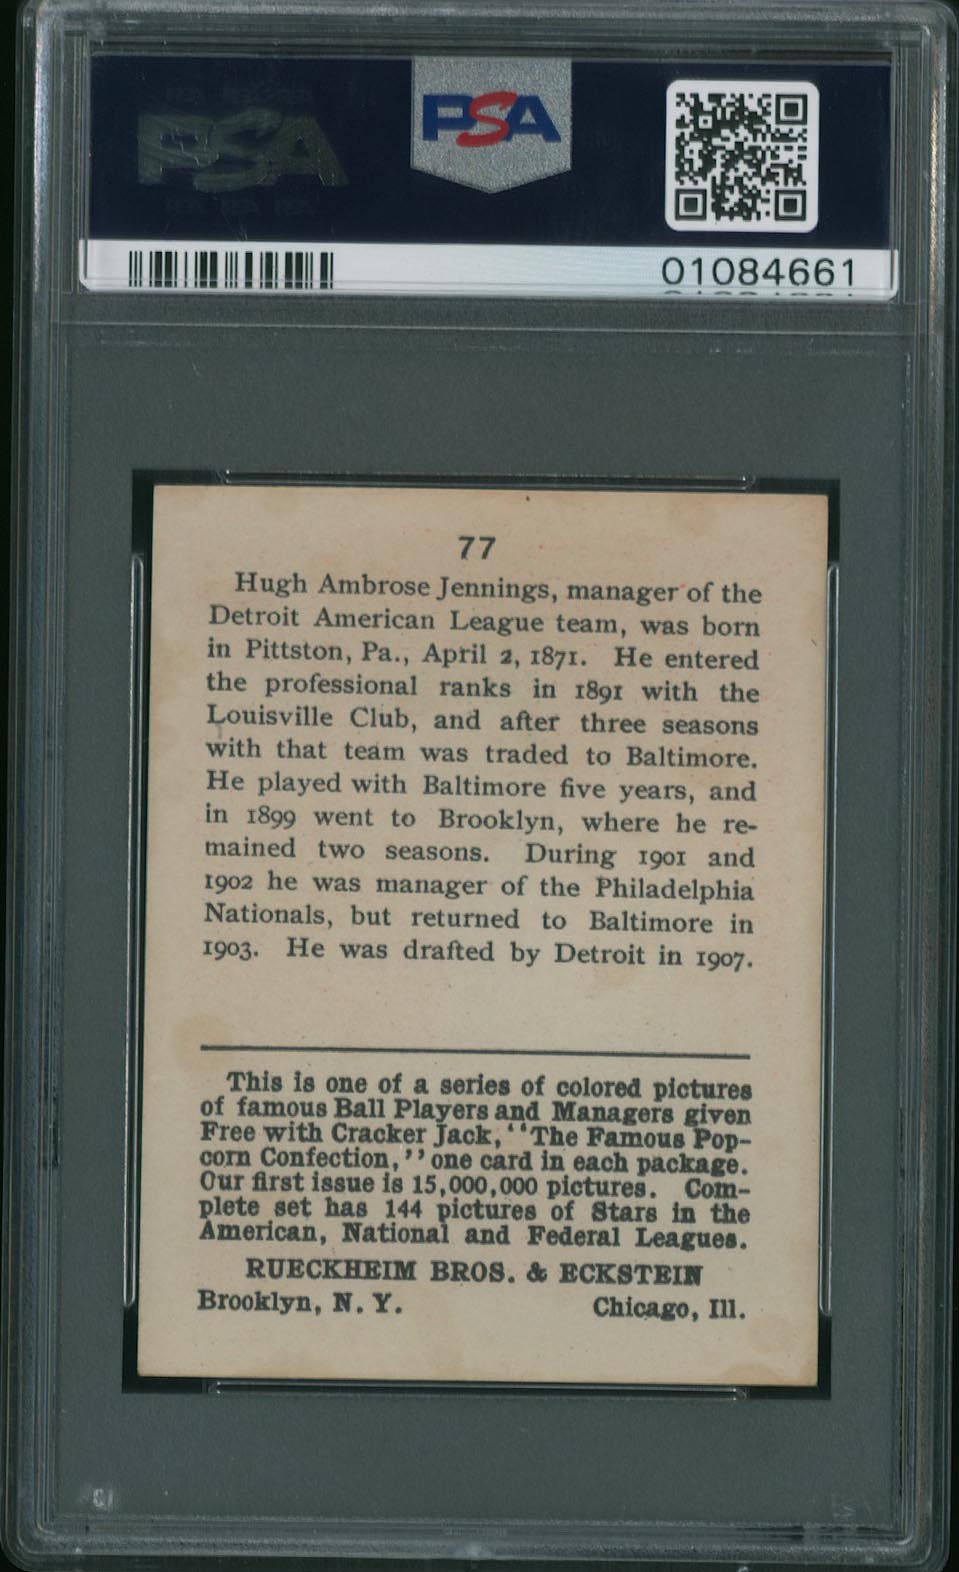 PSA
PSA
01084661
77
Hugh Ambrose Jennings, manager of the
Detroit American League team, was born
in Pittston, Pa., April 2, 1871. He entered
the professional ranks in 1891 with the
Louisville Club, and after three seasons
with that team was traded to Baltimore.
He played with Baltimore five years, and
in 1899 went to Brooklyn, where he re-
mained two seasons. During 1901 and
1902 he was manager of the Philadelphia
Nationals, but returned to Baltimore in
1903. He was drafted by Detroit in 1907.
This is one of a series of colored pictures
of famous Ball Players and Managers given
Free with Cracker Jack, "The Famous Pop-
corn Confection," one card in each package.
Our first issue is 15,000,000 pictures. Com-
plete set has 144 pictures of Stars in the
American, National and Federal Leagues.
RUECKHEIM BROS. & ECKSTEIN
Brooklyn, N. Y. Chicago, Ill.